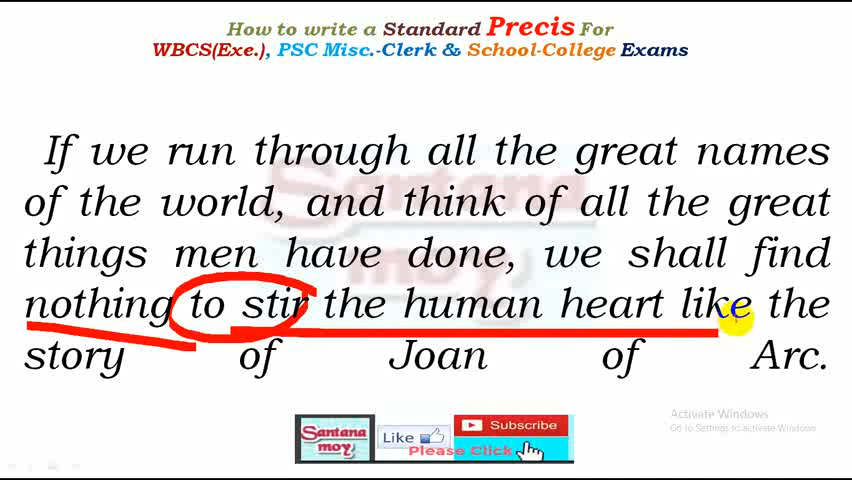 How to write a Standard Precis For
WBCS(Exe.), PSC Misc.-Clerk & School-College Exams
If we run through all the great names
of the world, and think of all the great
things men have done, we shall find
nothing to stir the human heart like the
story of Joan of Arc.
Santana
moy
Santana
moy
Like
Subscribe
Please Click
Activate Windows
Go to Settings to activate Windows